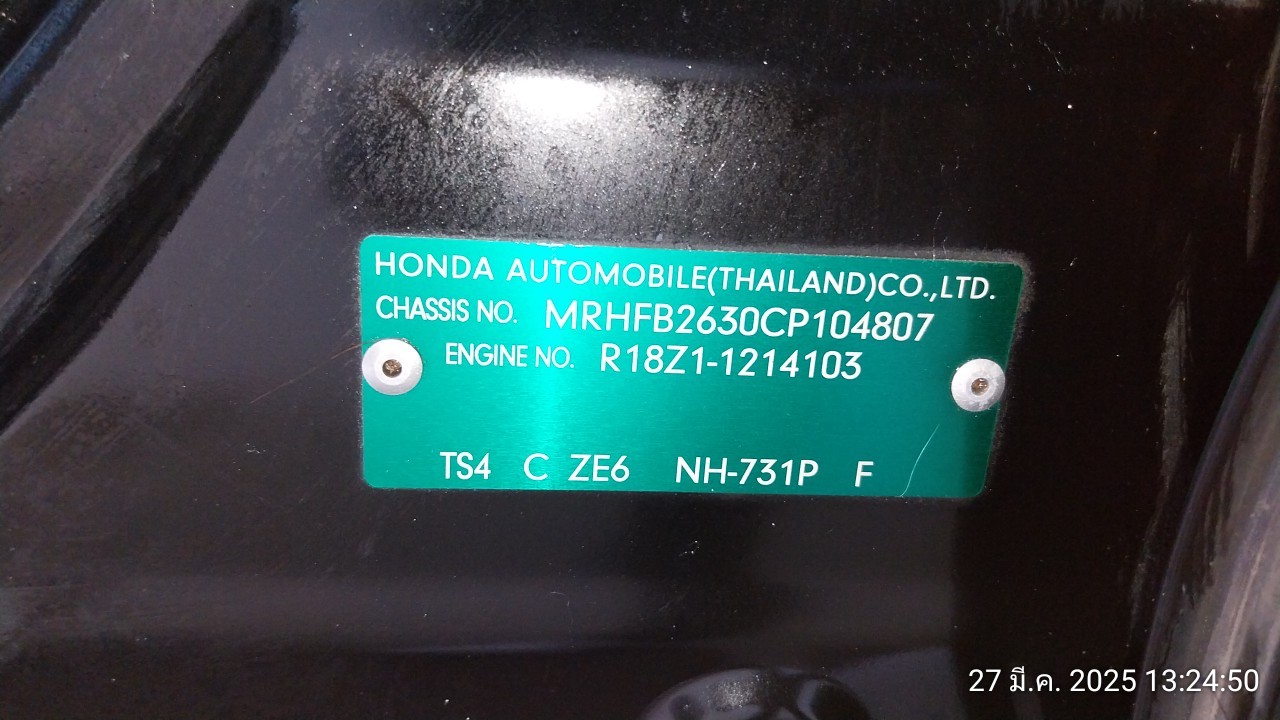 HONDA AUTOMOBILE(THAILAND)CO.,LTD.
CHASSIS NO. MRHFB2630CP104807
ENGINE NO. R18Z1-1214103
TS4 C ZE6 NH-731P F
27 มี.ค. 2025 13:24:50